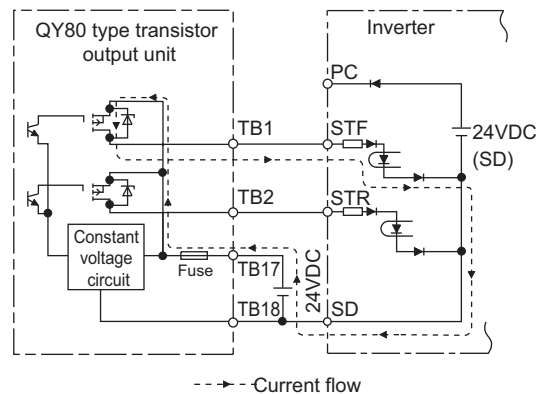 QY80 type transistor
output unit
Inverter
PC
TB1
STF
24VDC
(SD)
TB2
STR
Constant
voltage
circuit
Fuse
TB17
24VDC
TB18
SD
Current flow